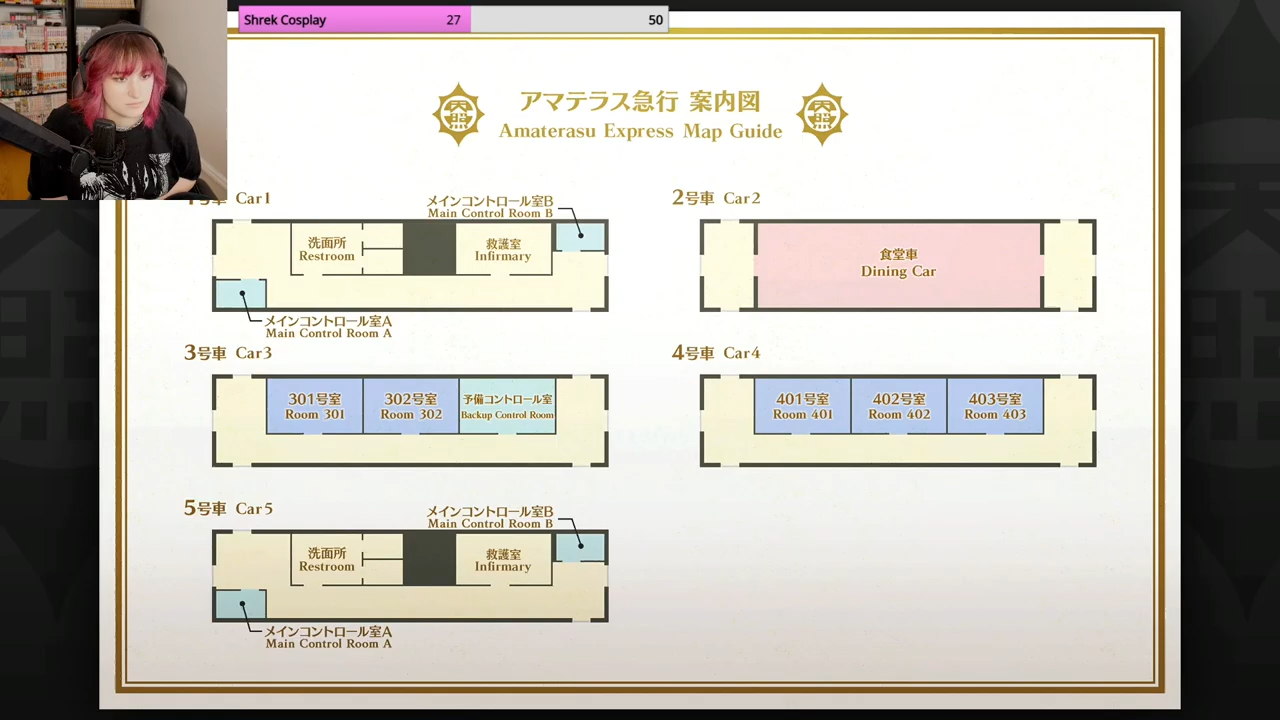 Shrek Cosplay 27 50
アマテラス急行 案内図
Amaterasu Express Map Guide
号車 Car1
メインコントロール室B
Main Control Room B
洗面所
Restroom
救護室
Infirmary
メインコントロール室A
Main Control Room A
2号車 Car2
食堂車
Dining Car
3号車 Car3
301号室
Room 301
302号室
Room 302
予備コントロール室
Backup Control Room
4号車 Car4
401号室
Room 401
402号室
Room 402
403号室
Room 403
5号車 Car5
メインコントロール室B
Main Control Room B
洗面所
Restroom
救護室
Infirmary
メインコントロール室A
Main Control Room A